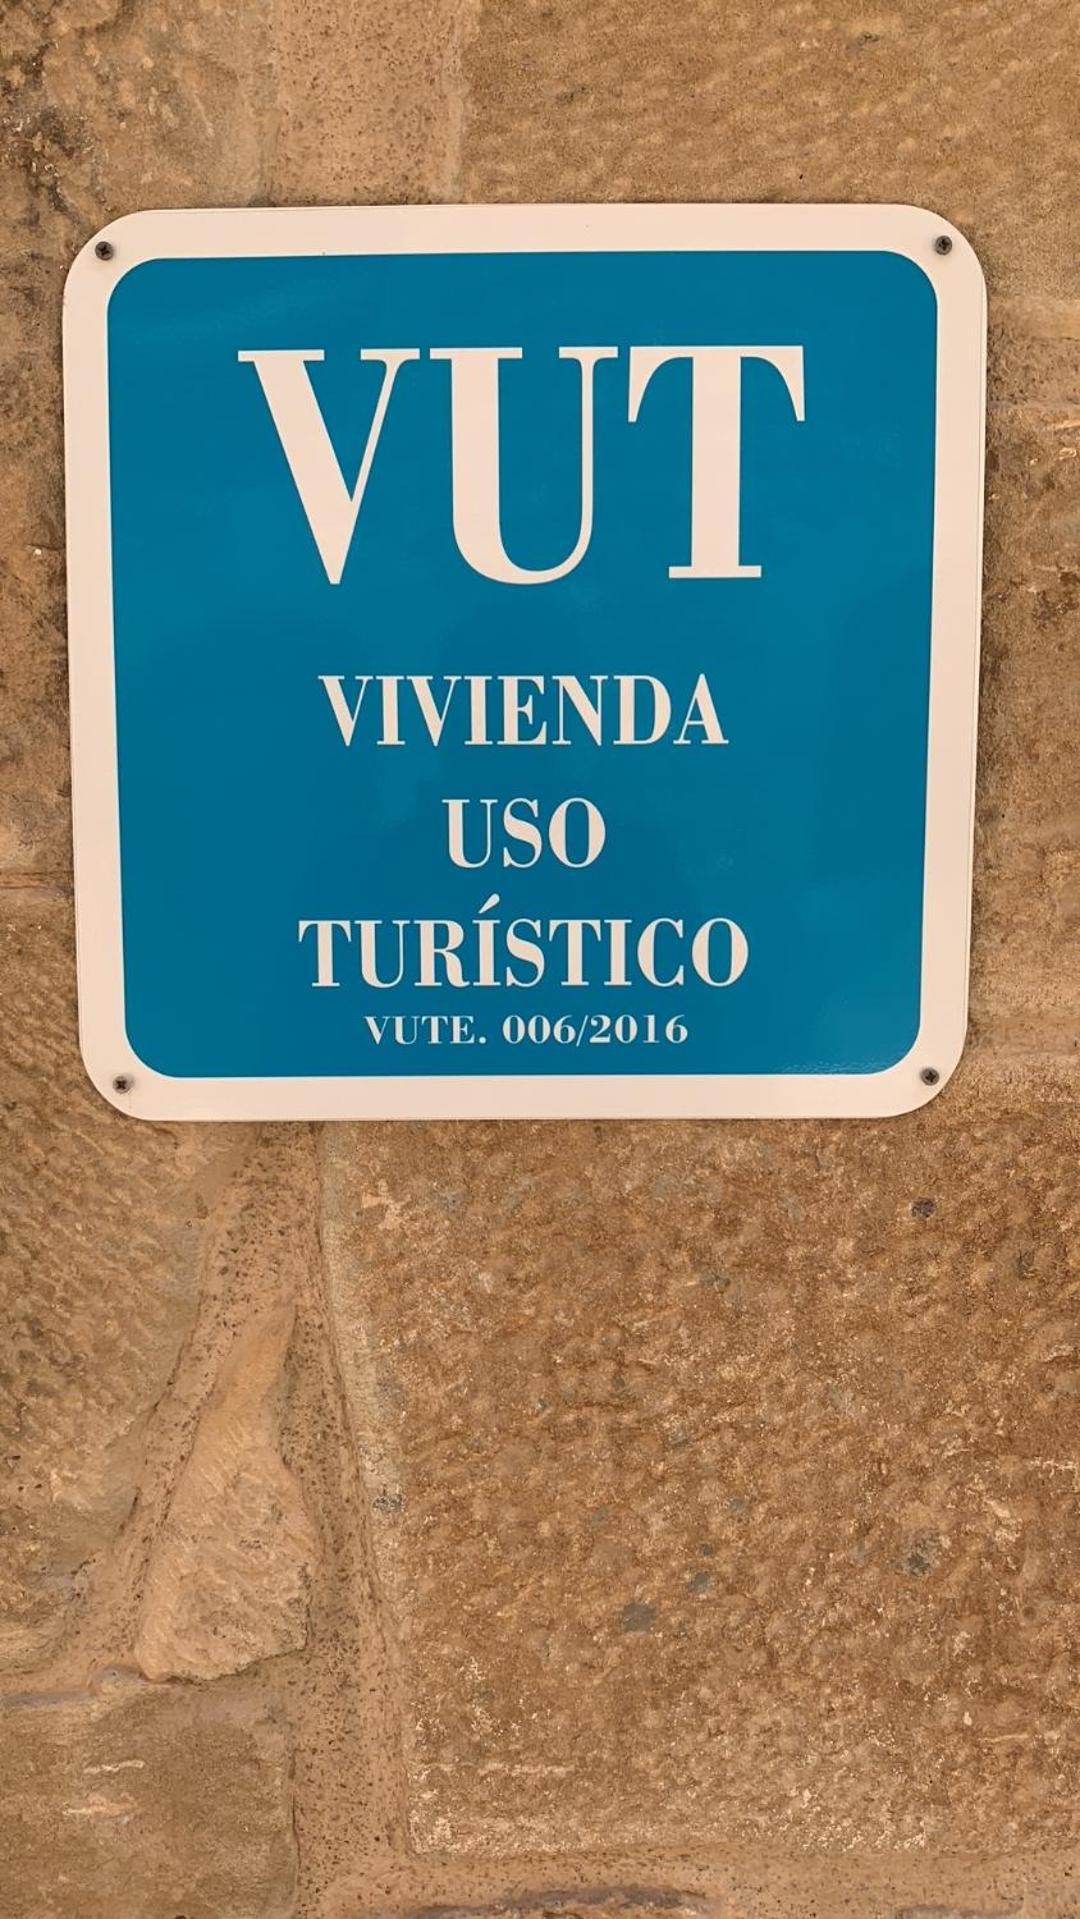 VUT
VIVIENDA
USO
TURÍSTICO
VUTE. 006/2016